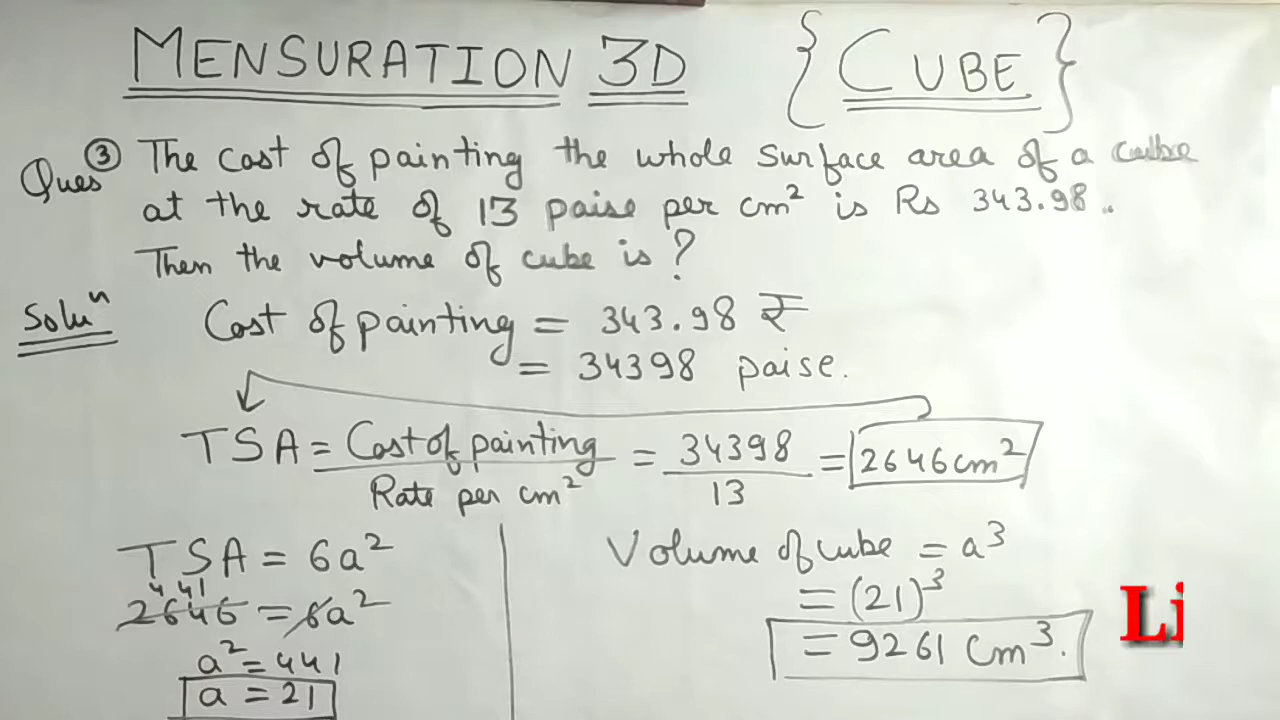 MENSURATION 3D {CUBE}
Ques ③ The cost of painting the whole surface area of a cube
at the rate of 13 paise per cm² is Rs 343.98..
Then the volume of cube is?
Soluⁿ Cost of painting = 343.98 ₹
= 34398 paise.
TSA = Cost of painting / Rate per cm² = 34398 / 13 = 2646 cm²
TSA = 6a²
441
2646 = 6a²
a² = 441
a = 21
Volume of cube = a³
= (21)³
= 9261 cm³.
Li